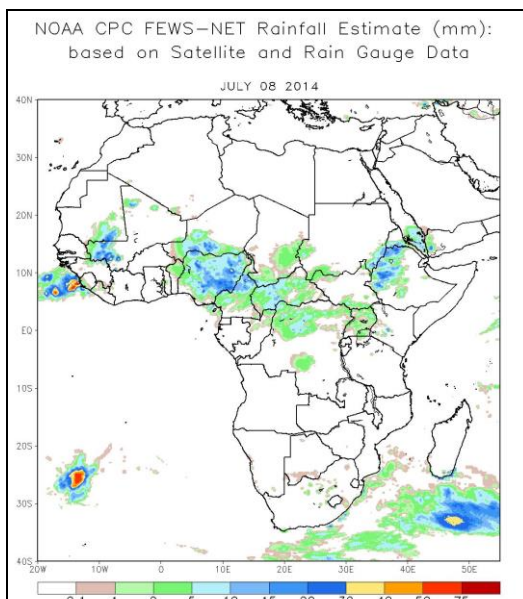 NOAA CPC FEWS-NET Rainfall Estimate (mm):
based on Satellite and Rain Gauge Data
JULY 08 2014
40N
30N
20N
10N
EQ
10S
20S
30S
40S
20W 10W 0 10E 20E 30E 40E 50E